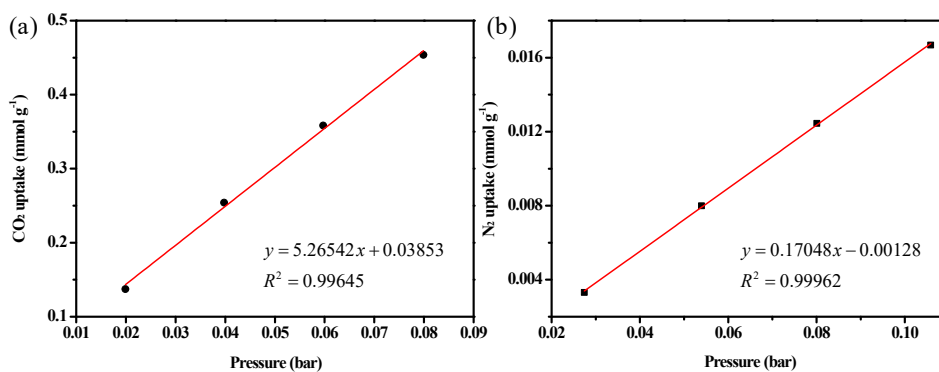 (a)
CO₂ uptake (mmol g⁻¹)
0.5
0.4
0.3
0.2
0.1
y = 5.26542x + 0.03853
R² = 0.99645
0.01 0.02 0.03 0.04 0.05 0.06 0.07 0.08 0.09
Pressure (bar)
(b)
N₂ uptake (mmol g⁻¹)
0.016
0.012
0.008
0.004
y = 0.17048x − 0.00128
R² = 0.99962
0.02 0.04 0.06 0.08 0.10
Pressure (bar)